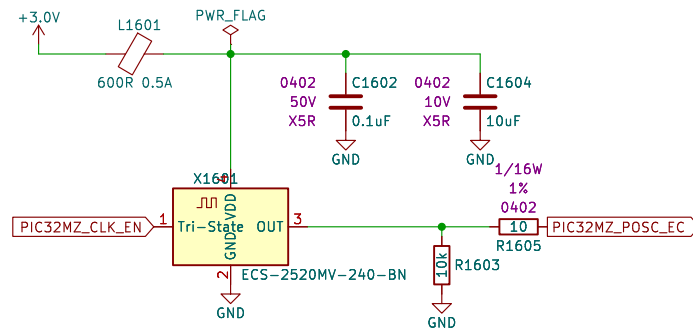 +3.0V
L1601
600R 0.5A
PWR_FLAG
0402
50V
X5R
C1602
0.1uF
GND
0402
10V
X5R
C1604
10uF
GND
X1601
4
VDD
PIC32MZ_CLK_EN
1
Tri-State
OUT
3
GND
2
ECS-2520MV-240-BN
GND
10k
R1603
GND
1/16W
1%
0402
10
R1605
PIC32MZ_POSC_EC